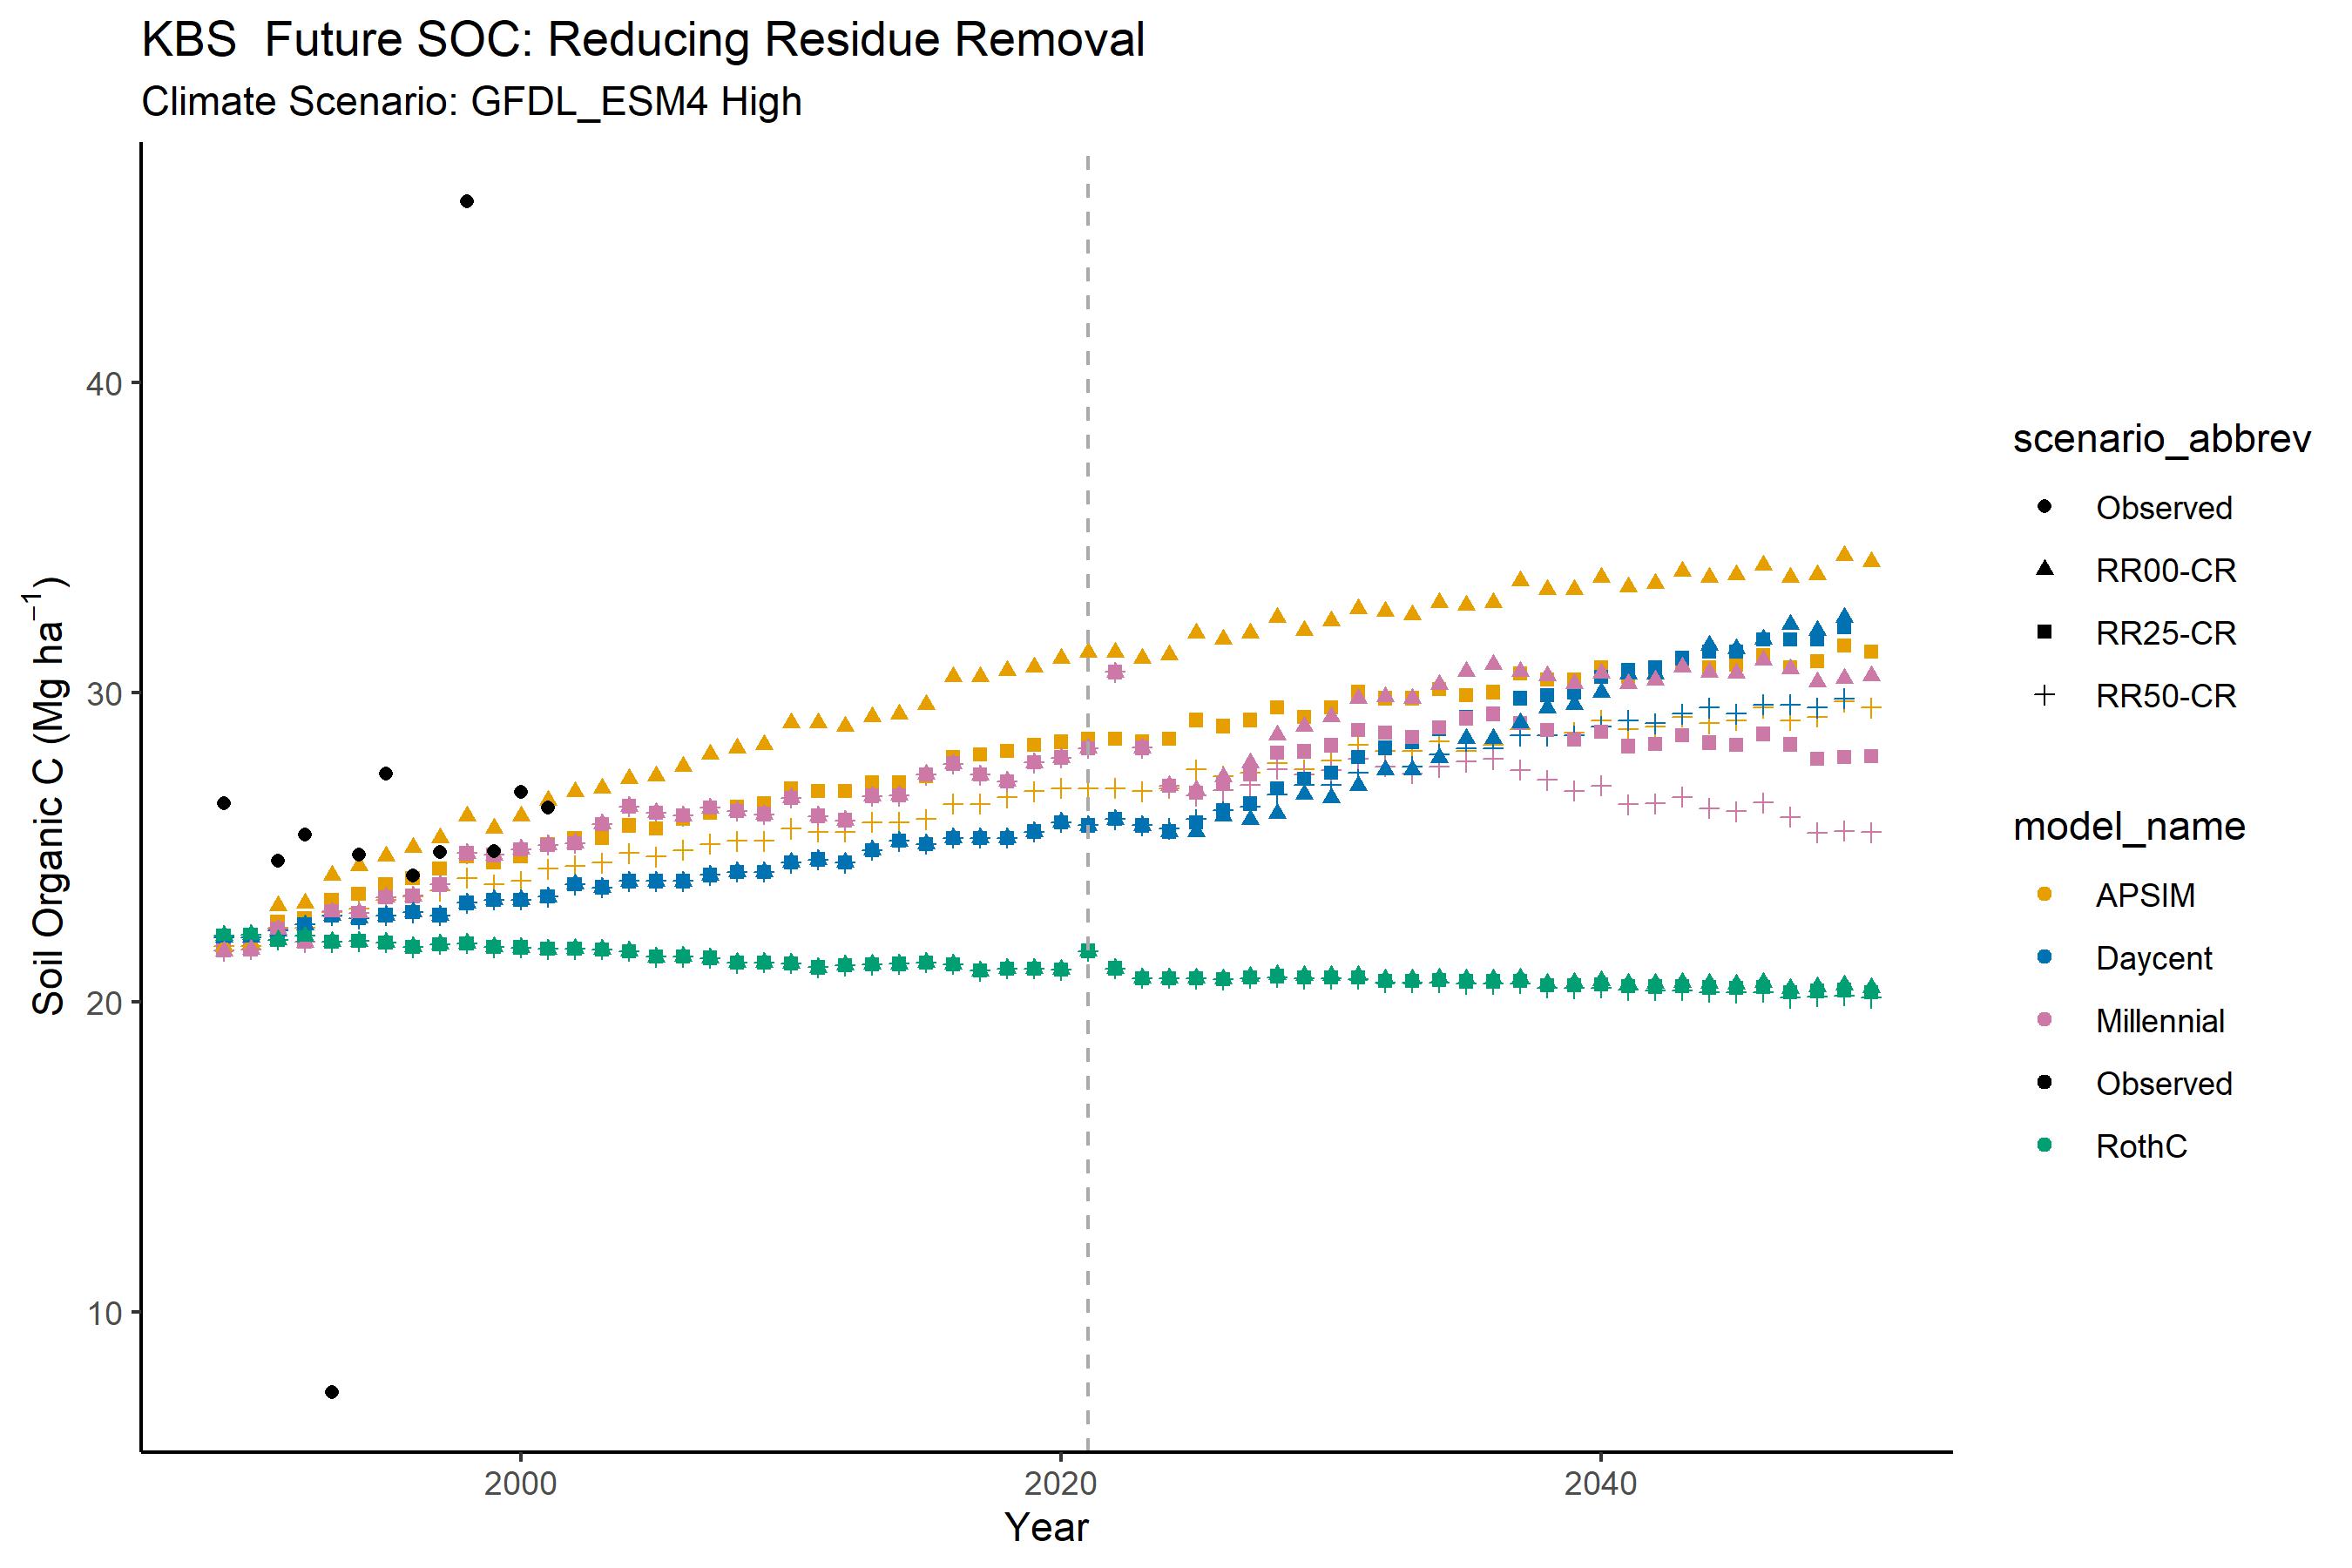 KBS  Future SOC: Reducing Residue Removal
Climate Scenario: GFDL_ESM4 High
Soil Organic C (Mg ha⁻¹)
40
30
20
10
2000
2020
2040
Year
scenario_abbrev
Observed
RR00-CR
RR25-CR
RR50-CR
model_name
APSIM
Daycent
Millennial
Observed
RothC